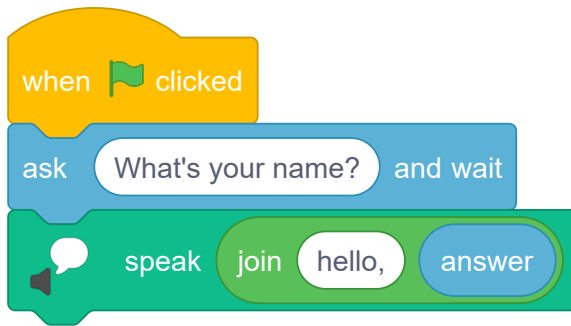 when clicked
ask What's your name? and wait
speak join hello, answer